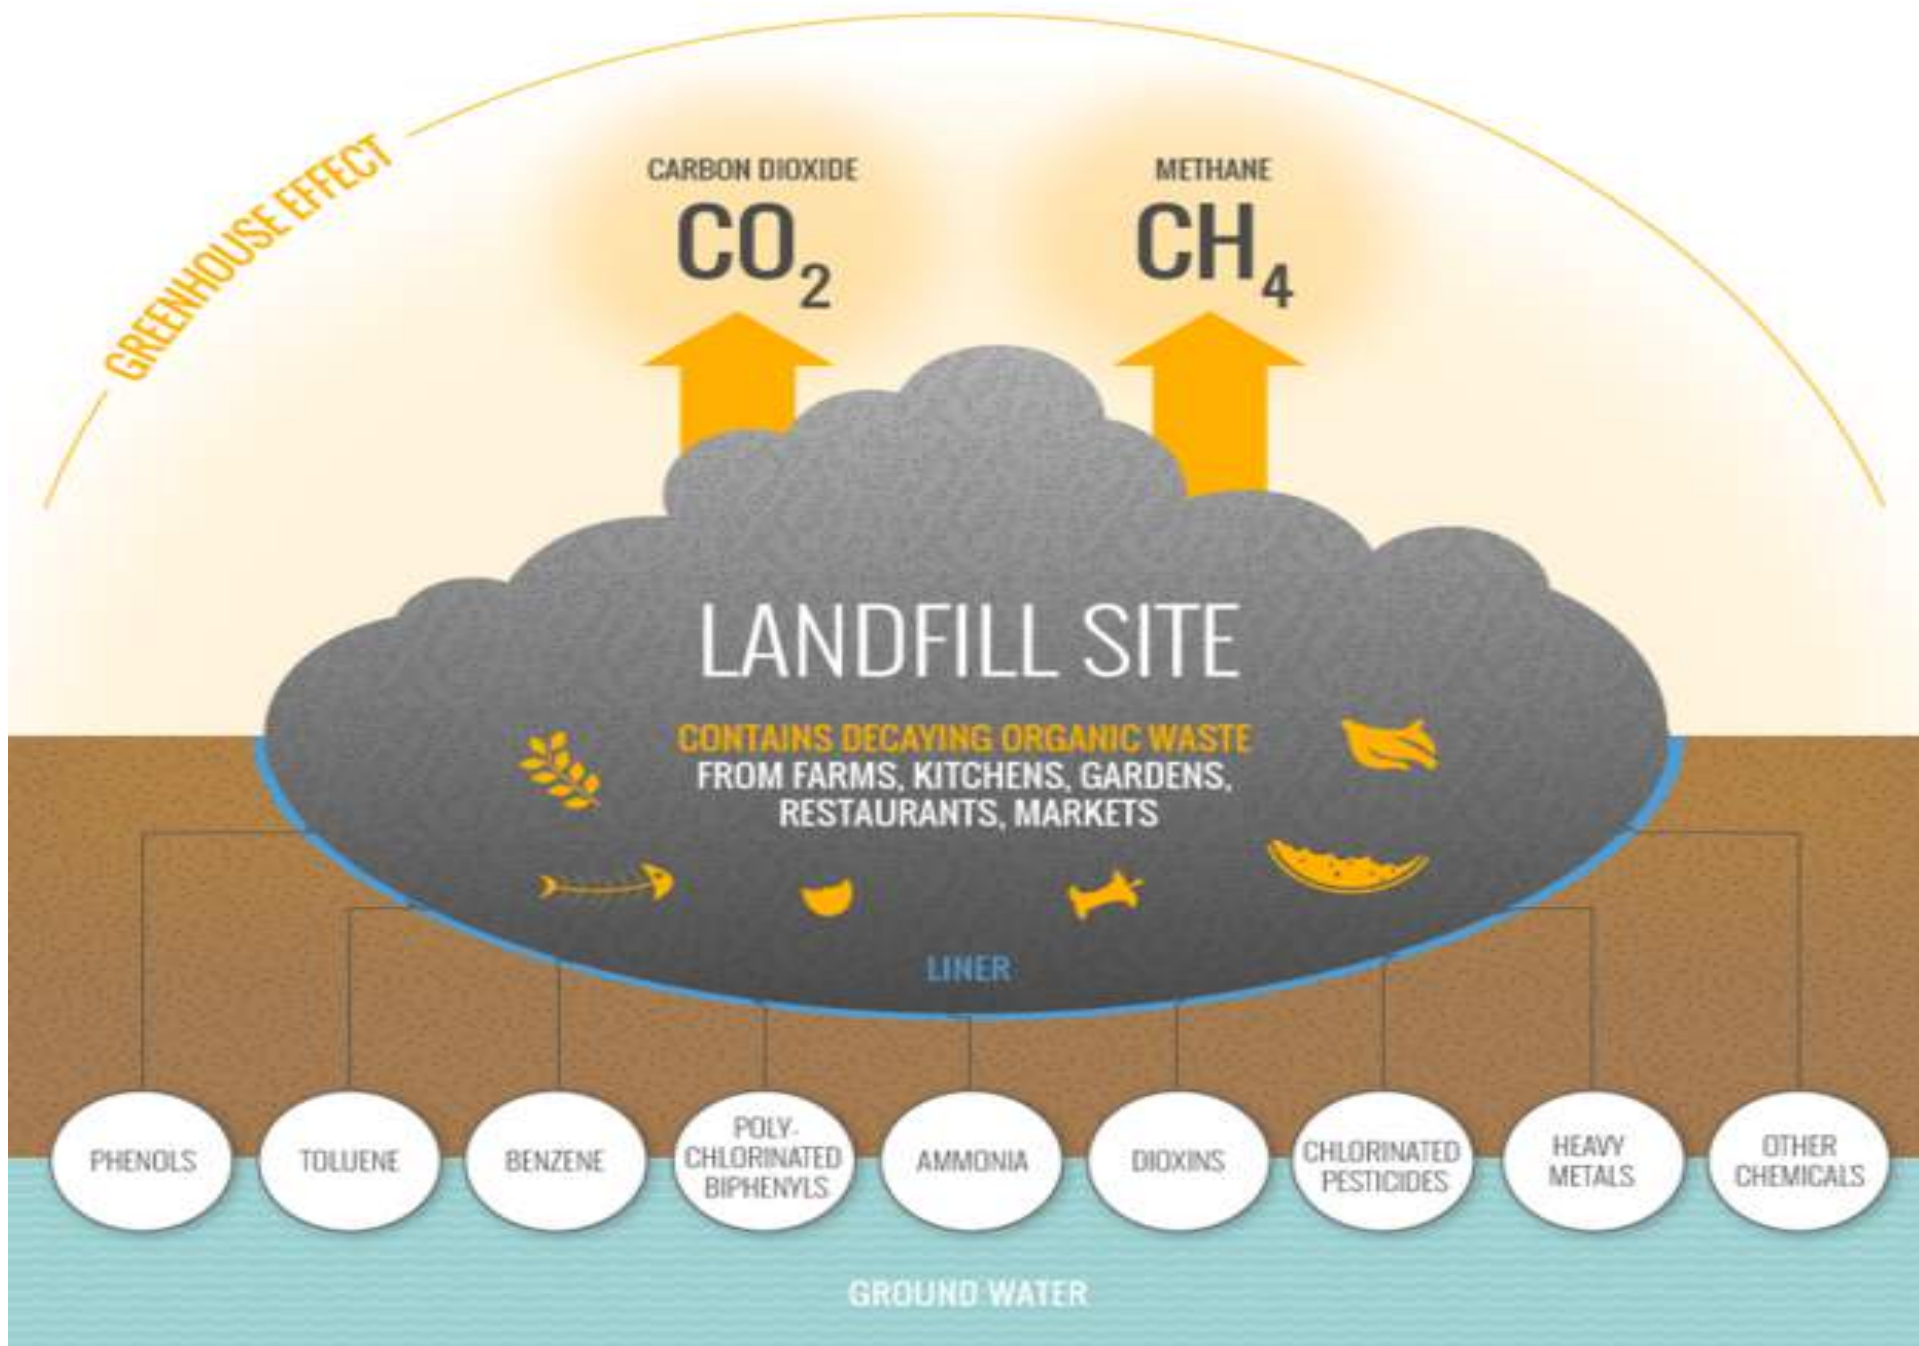 GREENHOUSE EFFECT
CARBON DIOXIDE
CO₂
METHANE
CH₄
LANDFILL SITE
CONTAINS DECAYING ORGANIC WASTE
FROM FARMS, KITCHENS, GARDENS,
RESTAURANTS, MARKETS
LINER
PHENOLS
TOLUENE
BENZENE
POLY-
CHLORINATED
BIPHENYLS
AMMONIA
DIOXINS
CHLORINATED
PESTICIDES
HEAVY
METALS
OTHER
CHEMICALS
GROUND WATER